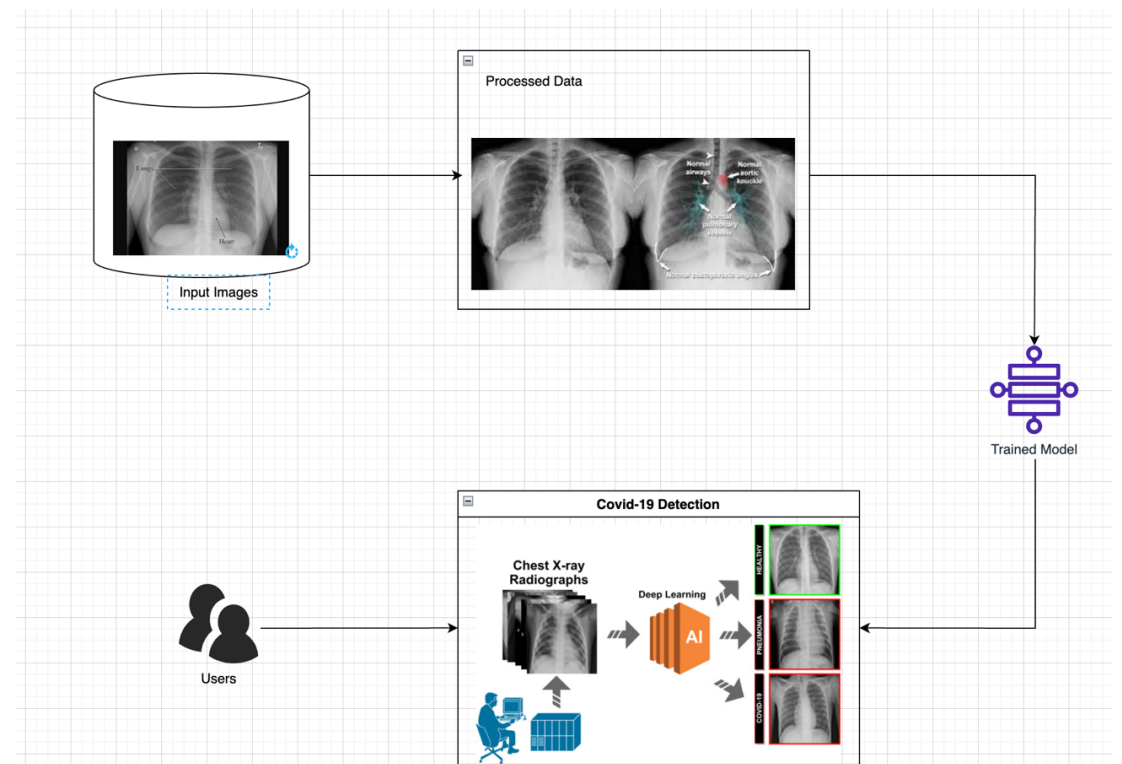 Processed Data
Lungs
Heart
Input Images
Normal
airways
Normal
aortic
knuckle
Normal
pulmonary
Normal costophrenic angles
Trained Model
Covid-19 Detection
Chest X-ray
Radiographs
Deep Learning
AI
HEALTHY
PNEUMONIA
COVID-19
Users